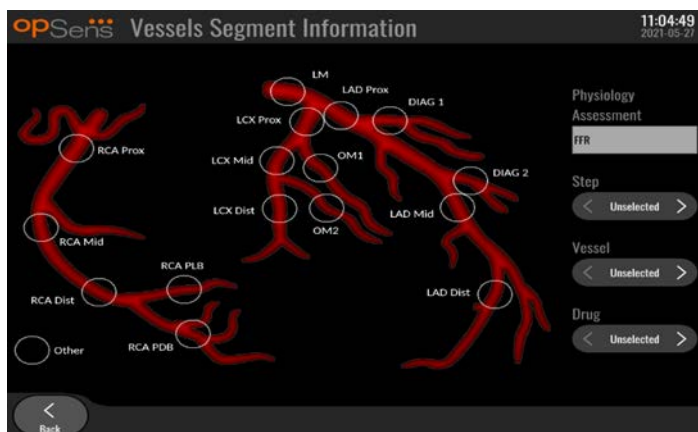 opSens Vessels Segment Information
11:04:49
2021-05-27
LM
LAD Prox
DIAG 1
LCX Prox
RCA Prox
LCX Mid
OM1
DIAG 2
LCX Dist
OM2
LAD Mid
RCA Mid
RCA PLB
RCA Dist
LAD Dist
RCA PDB
Other
Physiology
Assessment
FFR
Step
< Unselected >
Vessel
< Unselected >
Drug
< Unselected >
<
Back